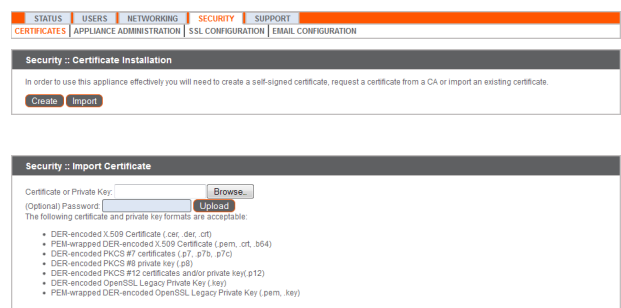 STATUS USERS NETWORKING SECURITY SUPPORT
CERTIFICATES APPLIANCE ADMINISTRATION SSL CONFIGURATION EMAIL CONFIGURATION
Security :: Certificate Installation
In order to use this appliance effectively you will need to create a self-signed certificate, request a certificate from a CA or import an existing certificate.
Create Import
Security :: Import Certificate
Certificate or Private Key: Browse..
(Optional) Password: Upload
The following certificate and private key formats are acceptable:
• DER-encoded X.509 Certificate (.cer, .der, .crt)
• PEM-wrapped DER-encoded X.509 Certificate (.pem, .crt, .b64)
• DER-encoded PKCS #7 certificates (.p7, .p7b, .p7c)
• DER-encoded PKCS #8 private key (.p8)
• DER-encoded PKCS #12 certificates and/or private key(.p12)
• DER-encoded OpenSSL Legacy Private Key (.key)
• PEM-wrapped DER-encoded OpenSSL Legacy Private Key (.pem, .key)